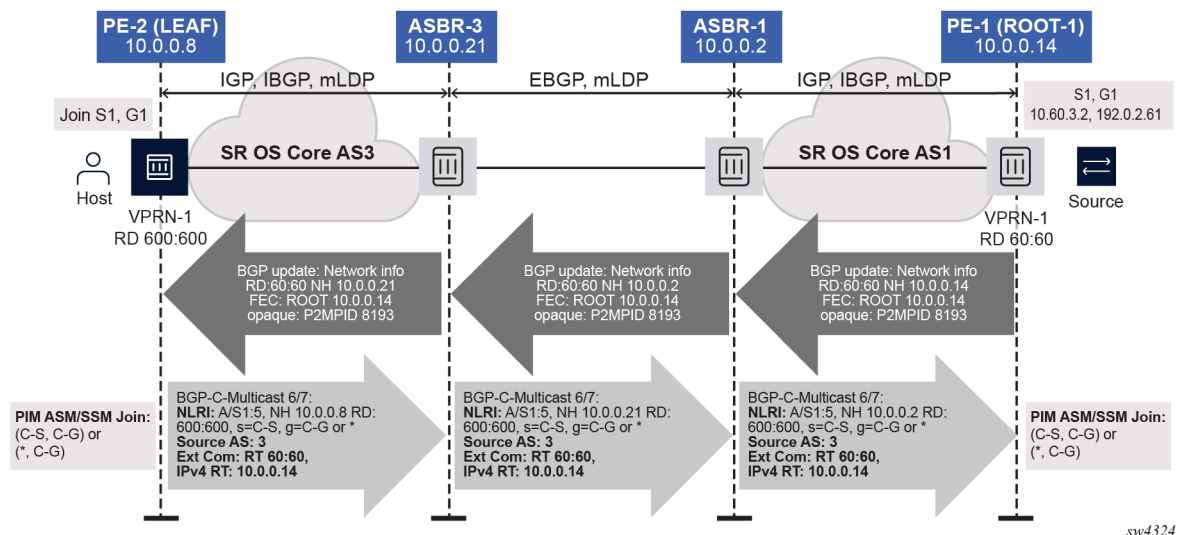 PE-2 (LEAF)
10.0.0.8
ASBR-3
10.0.0.21
ASBR-1
10.0.0.2
PE-1 (ROOT-1)
10.0.0.14
IGP, IBGP, mLDP
EBGP, mLDP
IGP, IBGP, mLDP
Join S1, G1
S1, G1
10.60.3.2, 192.0.2.61
SR OS Core AS3
SR OS Core AS1
Host
Source
VPRN-1
RD 600:600
VPRN-1
RD 60:60
BGP update: Network info
RD:60:60 NH 10.0.0.21
FEC: ROOT 10.0.0.14
opaque: P2MPID 8193
BGP update: Network info
RD:60:60 NH 10.0.0.2
FEC: ROOT 10.0.0.14
opaque: P2MPID 8193
BGP update: Network info
RD:60:60 NH 10.0.0.14
FEC: ROOT 10.0.0.14
opaque: P2MPID 8193
PIM ASM/SSM Join:
(C-S, C-G) or
(*, C-G)
BGP-C-Multicast 6/7:
NLRI: A/S1:5, NH 10.0.0.8 RD:
600:600, s=C-S, g=C-G or *
Source AS: 3
Ext Com: RT 60:60,
IPv4 RT: 10.0.0.14
BGP-C-Multicast 6/7:
NLRI: A/S1:5, NH 10.0.0.21 RD:
600:600, s=C-S, g=C-G or *
Source AS: 3
Ext Com: RT 60:60,
IPv4 RT: 10.0.0.14
BGP-C-Multicast 6/7:
NLRI: A/S1:5, NH 10.0.0.2 RD:
600:600, s=C-S, g=C-G or *
Source AS: 3
Ext Com: RT 60:60,
IPv4 RT: 10.0.0.14
PIM ASM/SSM Join:
(C-S, C-G) or
(*, C-G)
sw4324